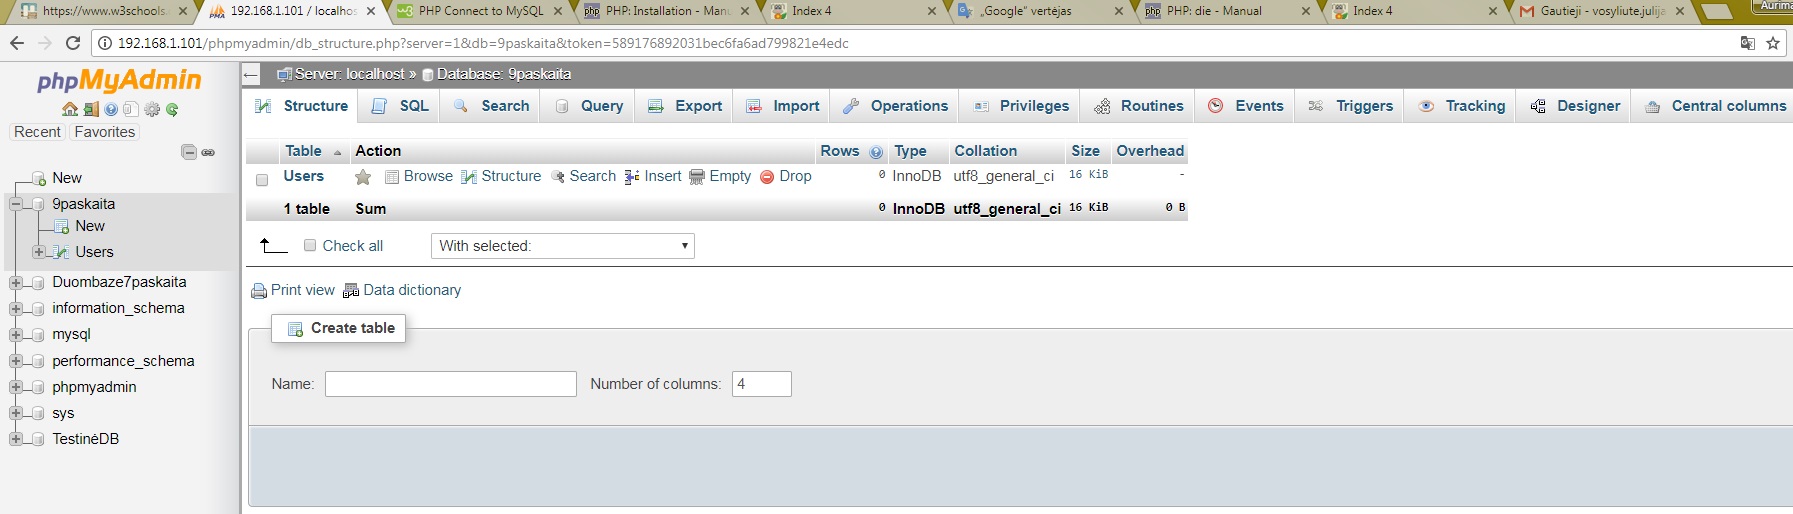 https://www.w3schools.
192.168.1.101 / localhos
PHP Connect to MySQL
PHP: Installation - Manu
Index 4
„Google“ vertėjas
PHP: die - Manual
Index 4
Gautieji - vosyliute.julija
Aurima
192.168.1.101/phpmyadmin/db_structure.php?server=1&db=9paskaita&token=589176892031bec6fa6ad799821e4edc
phpMyAdmin
Recent Favorites
New
9paskaita
New
Users
Duombaze7paskaita
information_schema
mysql
performance_schema
phpmyadmin
sys
TestinėDB
Server: localhost » Database: 9paskaita
Structure SQL Search Query Export Import Operations Privileges Routines Events Triggers Tracking Designer Central columns
Table Action Rows Type Collation Size Overhead
Users Browse Structure Search Insert Empty Drop 0 InnoDB utf8_general_ci 16 KiB -
1 table Sum 0 InnoDB utf8_general_ci 16 KiB 0 B
Check all With selected:
Print view Data dictionary
Create table
Name: Number of columns: 4